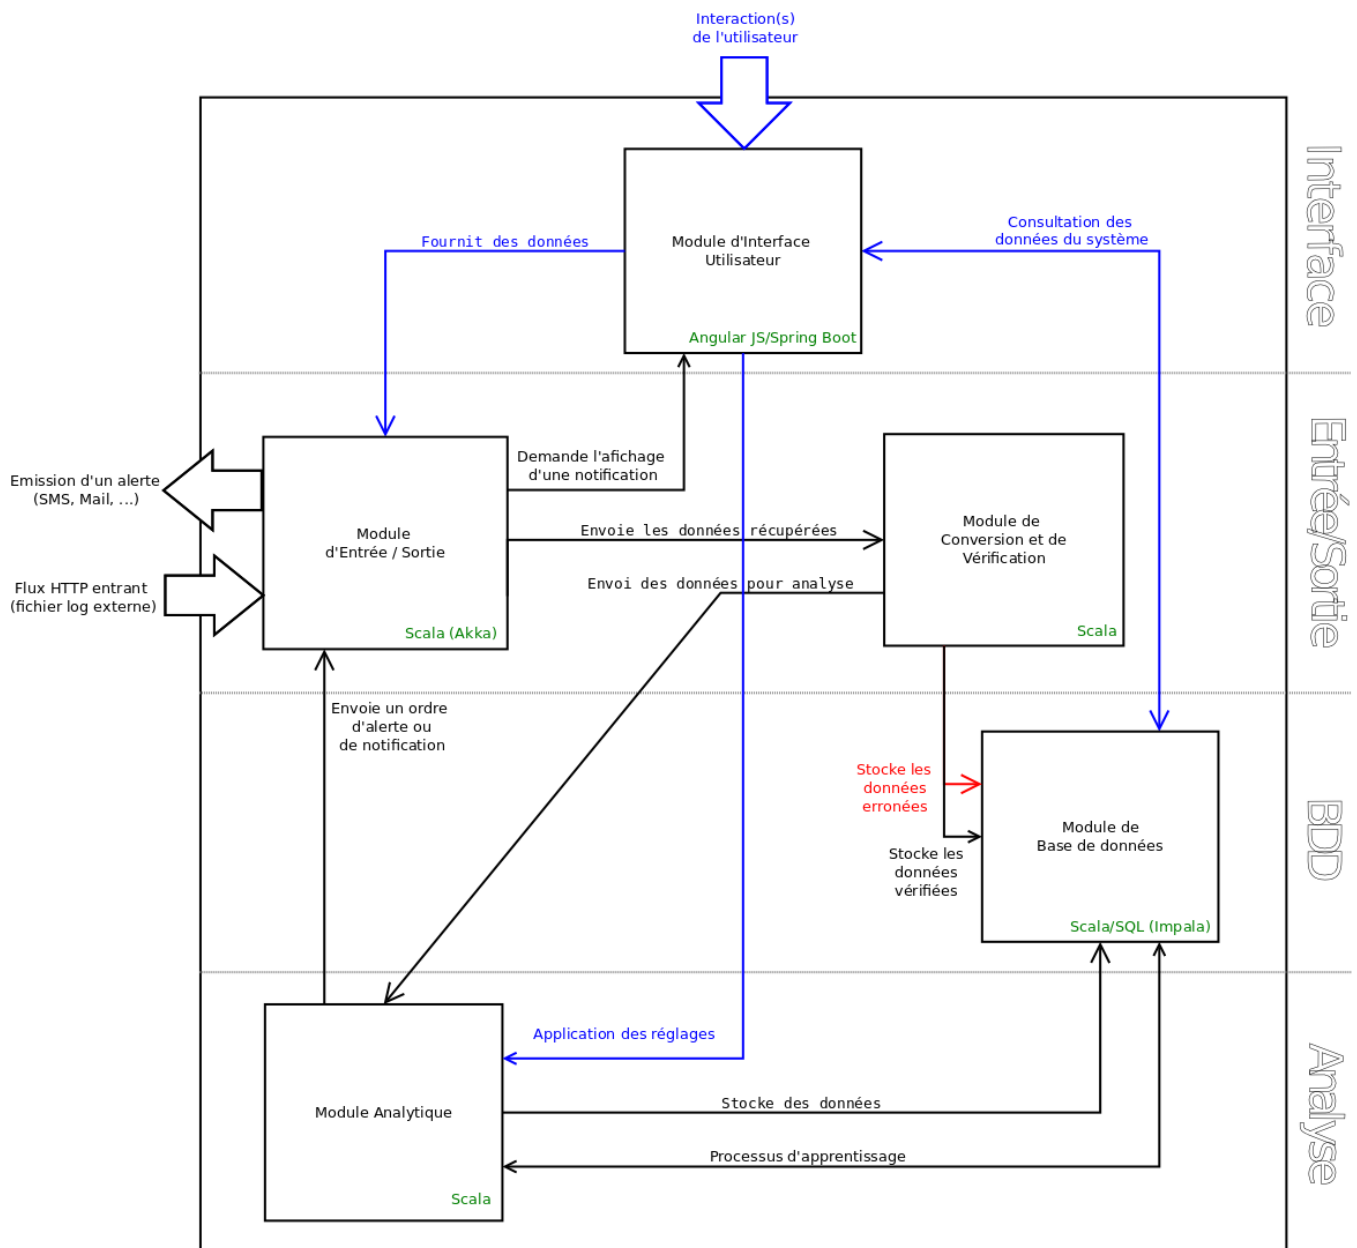 Interaction(s)
de l'utilisateur
Interface
Module d'Interface
Utilisateur
Angular JS/Spring Boot
Fournit des données
Consultation des
données du système
Entrée/Sortie
Emission d'un alerte
(SMS, Mail, ...)
Flux HTTP entrant
(fichier log externe)
Module
d'Entrée / Sortie
Scala (Akka)
Demande l'afichage
d'une notification
Envoie les données récupérées
Envoi des données pour analyse
Module de
Conversion et de
Vérification
Scala
BDD
Envoie un ordre
d'alerte ou
de notification
Stocke les
données
erronées
Stocke les
données
vérifiées
Module de
Base de données
Scala/SQL (Impala)
Analyse
Module Analytique
Scala
Application des réglages
Stocke des données
Processus d'apprentissage